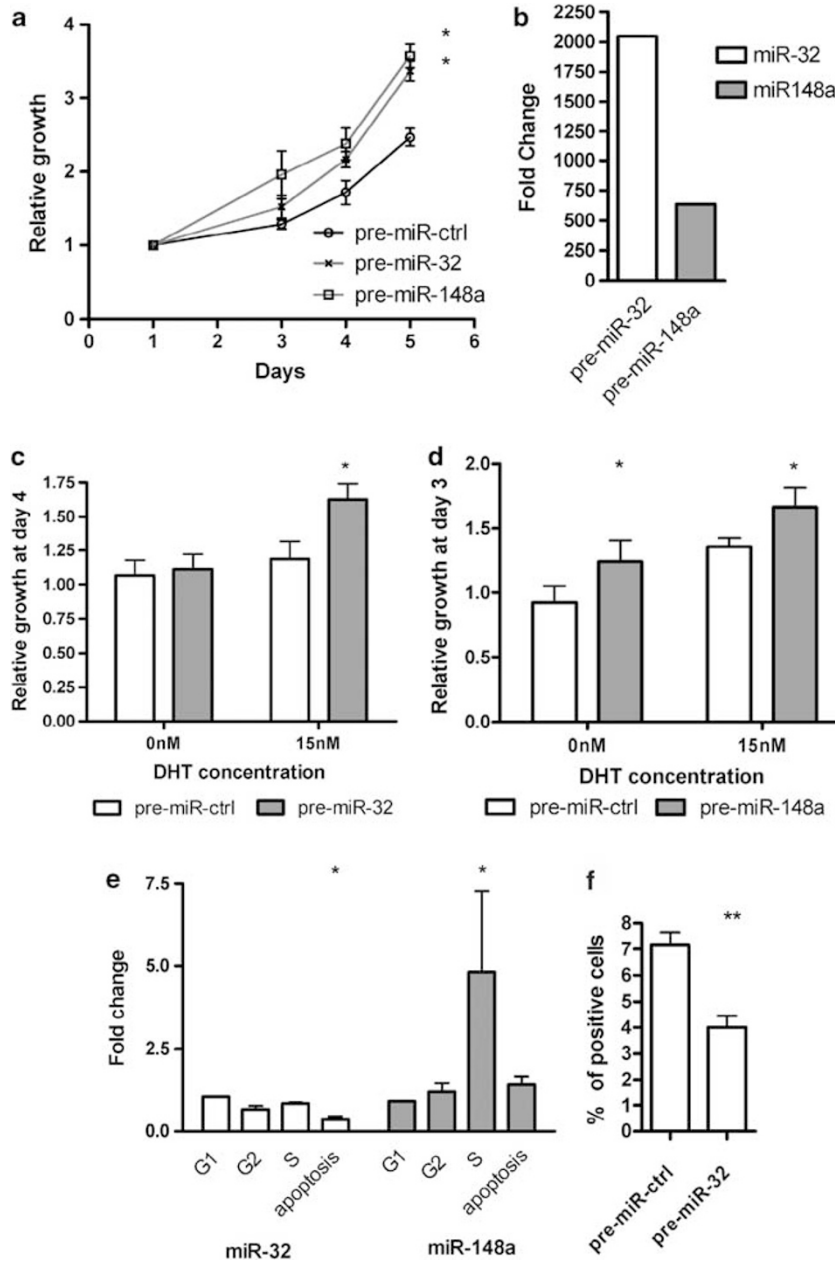 a
4
3
2
1
0
Relative growth
*
*
pre-miR-ctrl
pre-miR-32
pre-miR-148a
0 1 2 3 4 5 6
Days
b
2250
2000
1750
1500
1250
1000
750
500
250
0
Fold Change
miR-32
miR148a
pre-miR-32
pre-miR-148a
c
1.75
1.50
1.25
1.00
0.75
0.50
0.25
0.00
Relative growth at day 4
*
0nM 15nM
DHT concentration
pre-miR-ctrl pre-miR-32
d
2.0
1.5
1.0
0.5
0.0
Relative growth at day 3
* *
0nM 15nM
DHT concentration
pre-miR-ctrl pre-miR-148a
e
7.5
5.0
2.5
0.0
Fold change
* *
G1 G2 S apoptosis G1 G2 S apoptosis
miR-32 miR-148a
f
8
7
6
5
4
3
2
1
0
% of positive cells
**
pre-miR-ctrl
pre-miR-32